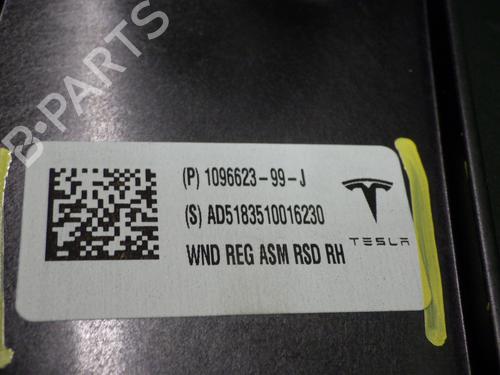 B-PARTS
(P) 1096623-99-J
(S) AD5183510016230
WND REG ASM RSD RH
TESLA